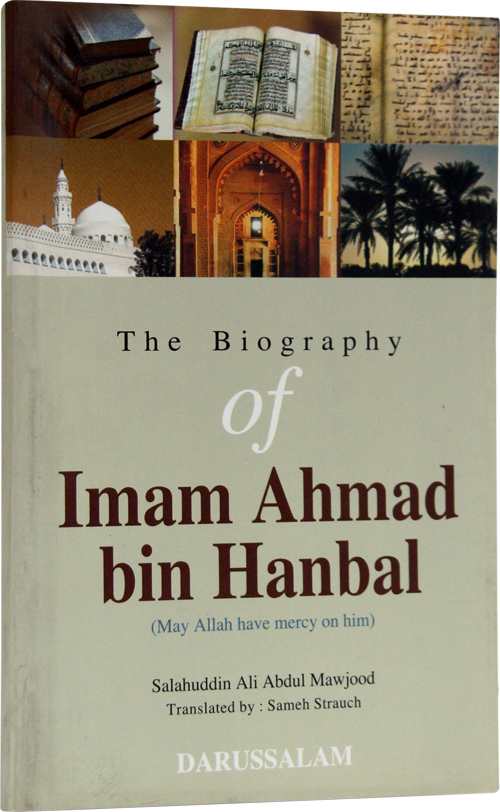 The Biography
of
Imam Ahmad
bin Hanbal
(May Allah have mercy on him)
Salahuddin Ali Abdul Mawjood
Translated by : Sameh Strauch
DARUSSALAM